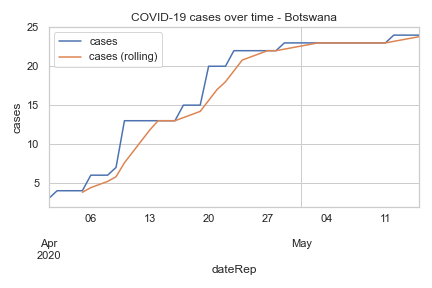 COVID-19 cases over time - Botswana
25
20
15
10
5
cases
cases
cases (rolling)
06 13 20 27 04 11
Apr May
2020
dateRep